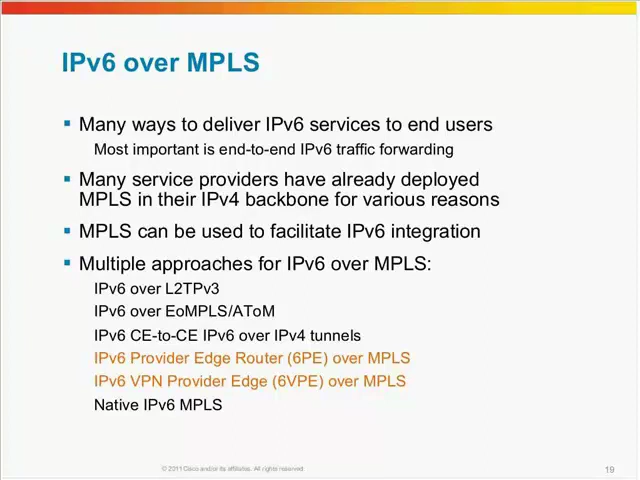 IPv6 over MPLS
Many ways to deliver IPv6 services to end users
Most important is end-to-end IPv6 traffic forwarding
Many service providers have already deployed
MPLS in their IPv4 backbone for various reasons
MPLS can be used to facilitate IPv6 integration
Multiple approaches for IPv6 over MPLS:
IPv6 over L2TPv3
IPv6 over EoMPLS/AToM
IPv6 CE-to-CE IPv6 over IPv4 tunnels
IPv6 Provider Edge Router (6PE) over MPLS
IPv6 VPN Provider Edge (6VPE) over MPLS
Native IPv6 MPLS
© 2011 Cisco and/or its affiliates. All rights reserved.
19